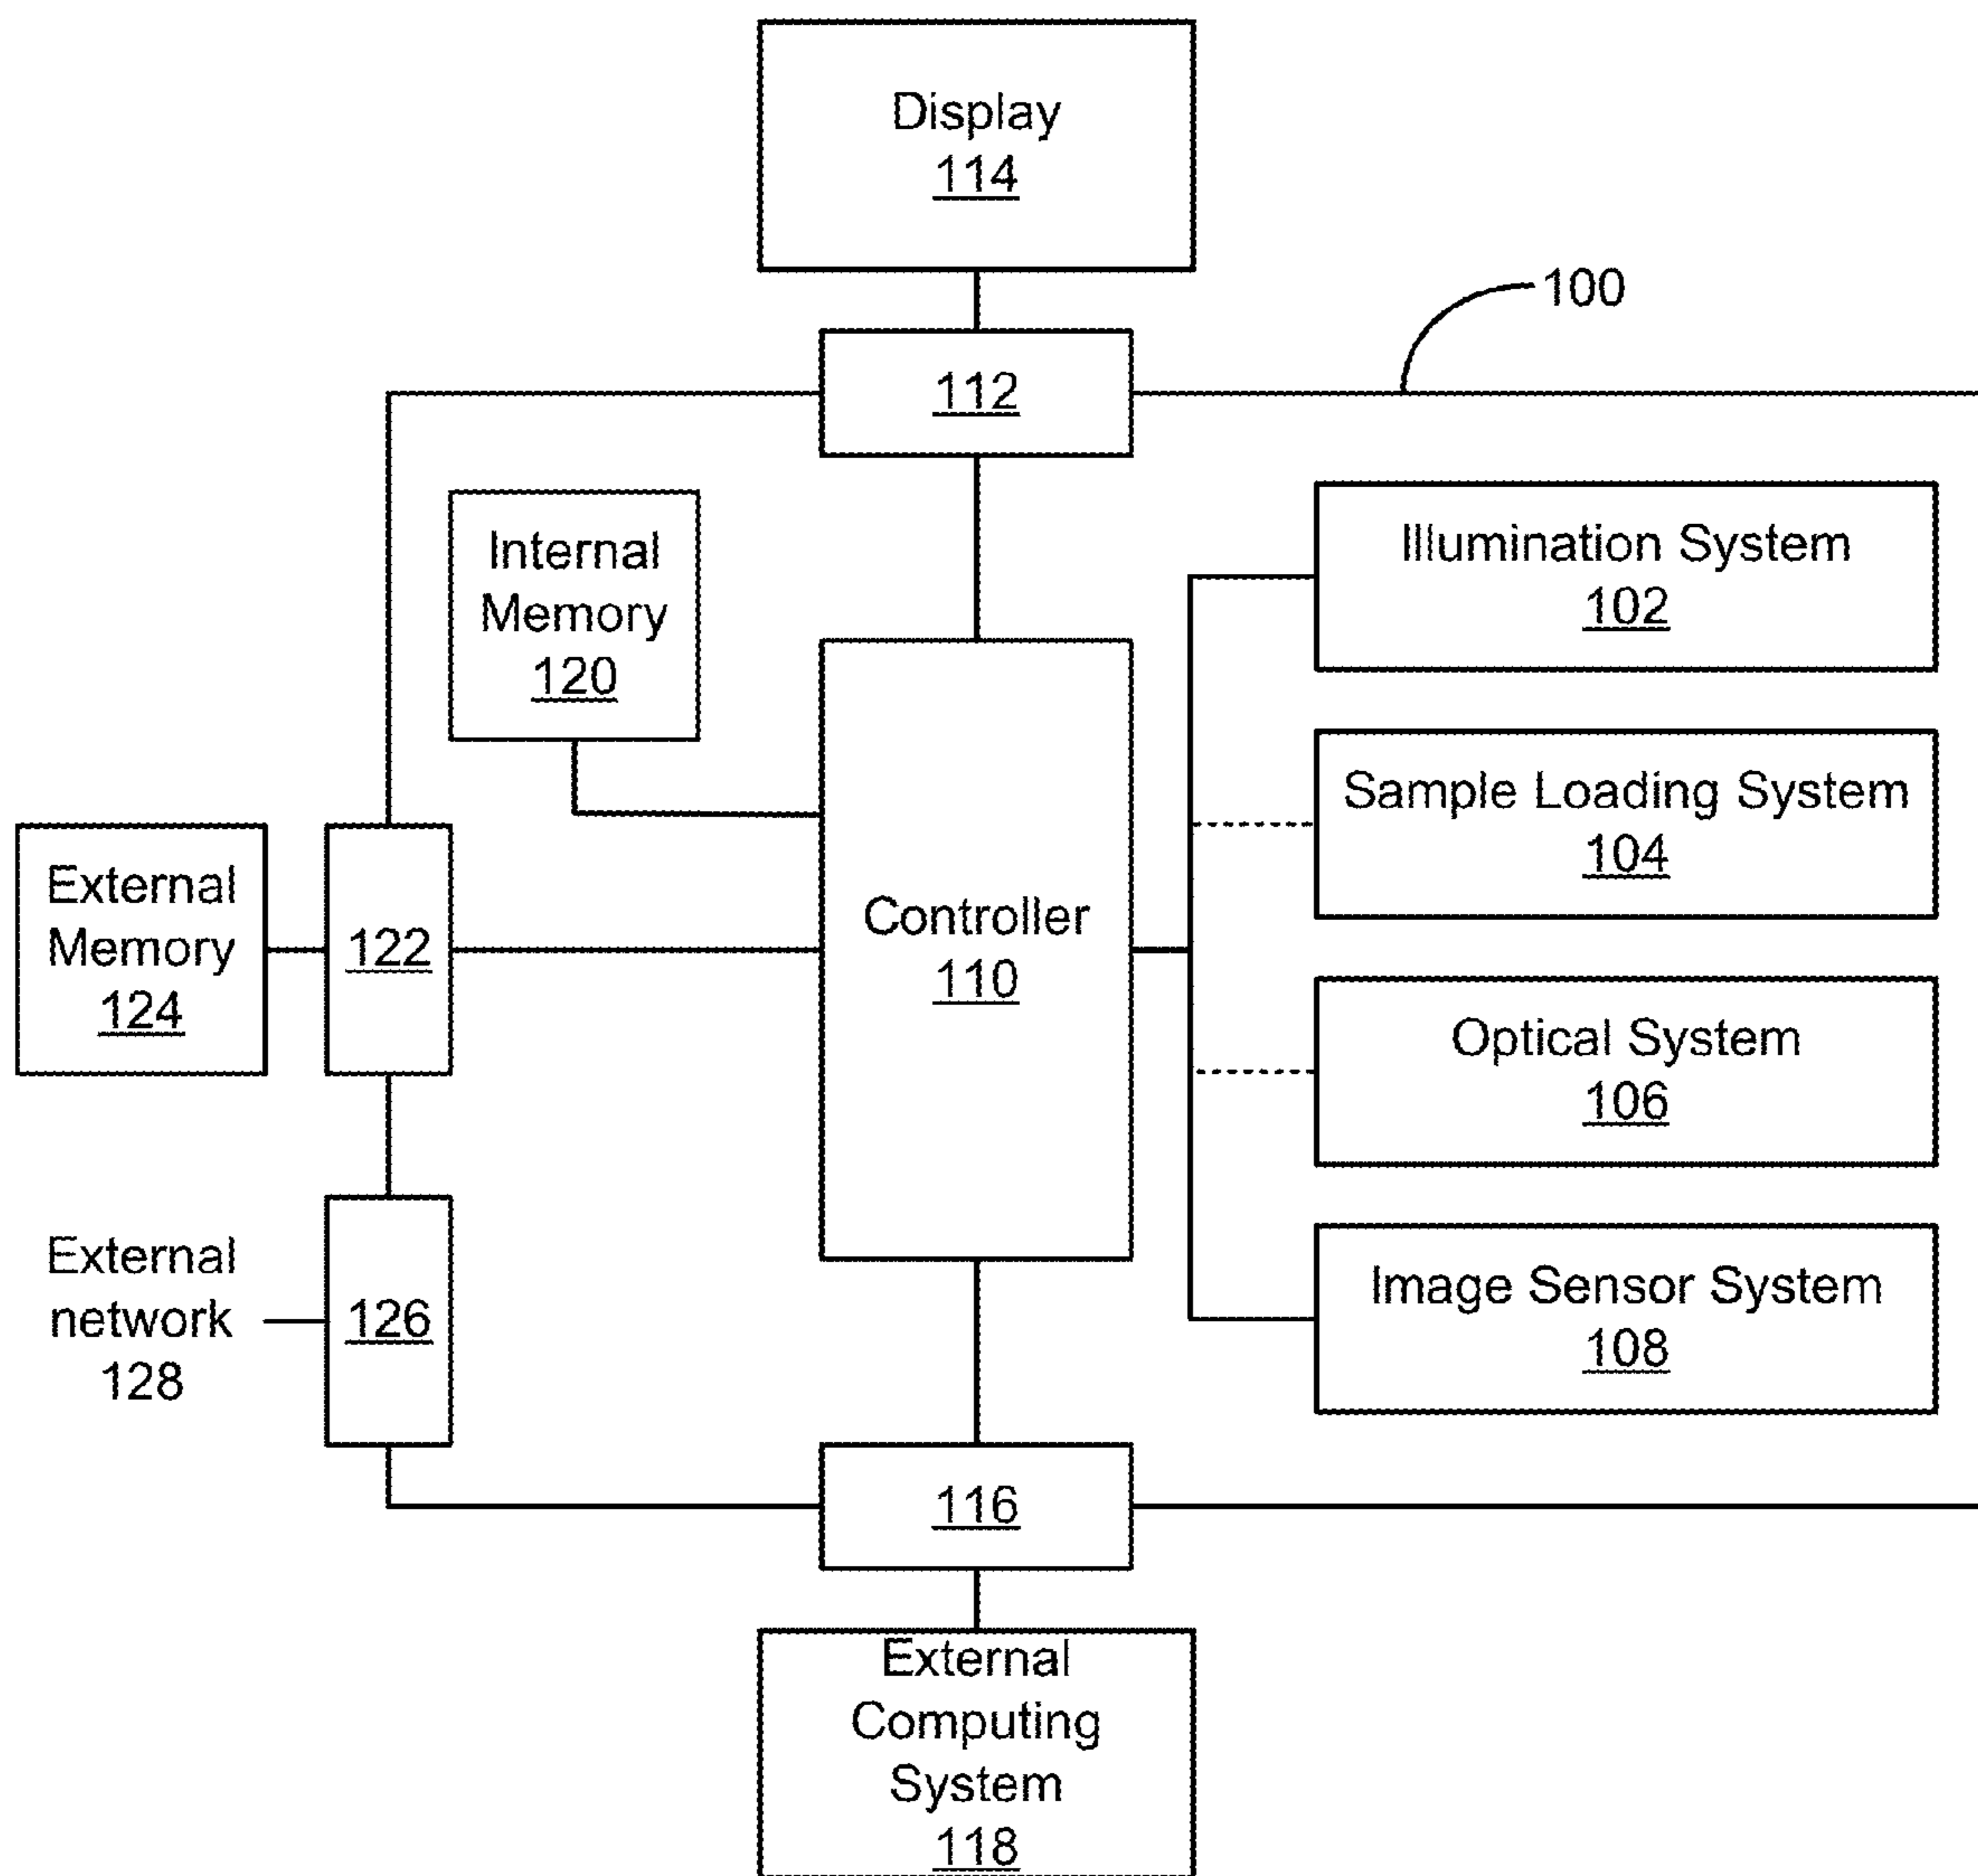 Display
114
100
112
Internal
Memory
120
Illumination System
102
Sample Loading System
104
External
Memory
124
122
Controller
110
Optical System
106
External
network
128
126
Image Sensor System
108
116
External
Computing
System
118